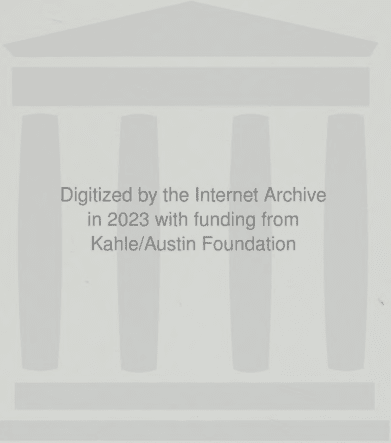 Digitized by the Internet Archive
in 2023 with funding from
Kahle/Austin Foundation